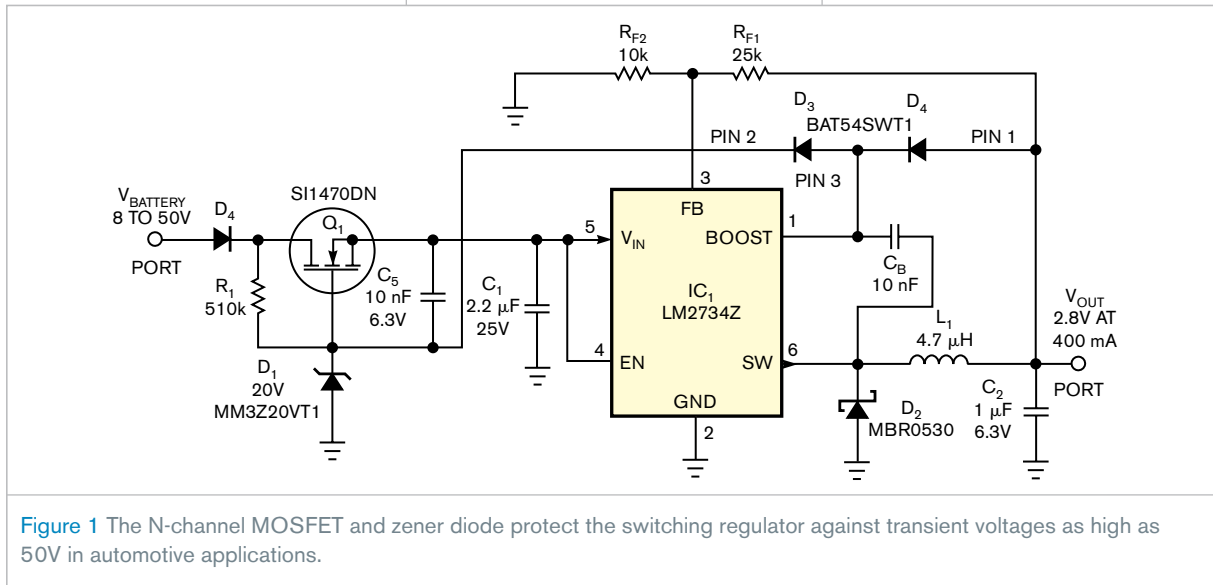 RF2
10k
RF1
25k
D3
D4
BAT54SWT1
PIN 2
PIN 1
PIN 3
VBATTERY
8 TO 50V
D4
SI1470DN
Q1
PORT
R1
510k
C5
10 nF
6.3V
C1
2.2 µF
25V
D1
20V
MM3Z20VT1
3
FB
5
VIN
BOOST
1
IC1
LM2734Z
4
EN
SW
6
GND
2
CB
10 nF
L1
4.7 µH
VOUT
2.8V AT
400 mA
PORT
D2
MBR0530
C2
1 µF
6.3V
Figure 1 The N-channel MOSFET and zener diode protect the switching regulator against transient voltages as high as
50V in automotive applications.